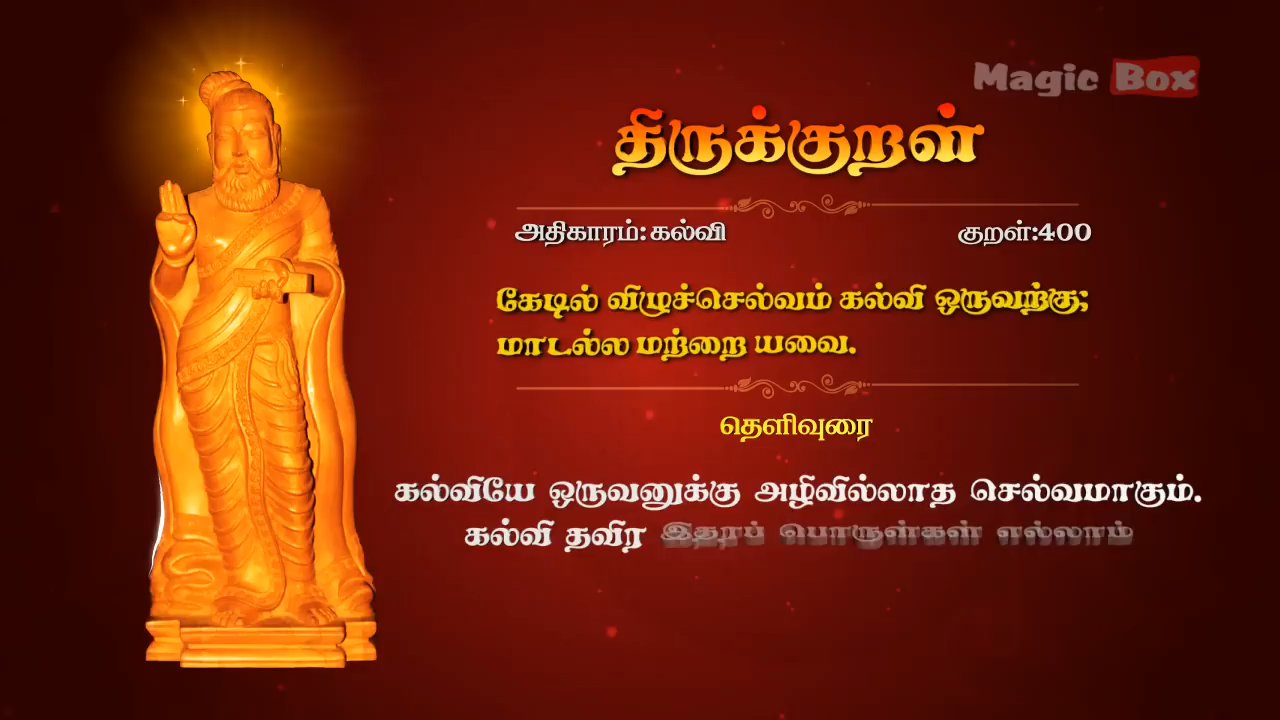 Magic Box
திருக்குறள்
அதிகாரம்: கல்வி குறள்:400
கேடில் விழுச்செல்வம் கல்வி ஒருவற்கு;
மாடல்ல மற்றை யவை.
தெளிவுரை
கல்வியே ஒருவனுக்கு அழிவில்லாத செல்வமாகும்.
கல்வி தவிர இதரப் பொருள்கள் எல்லாம்